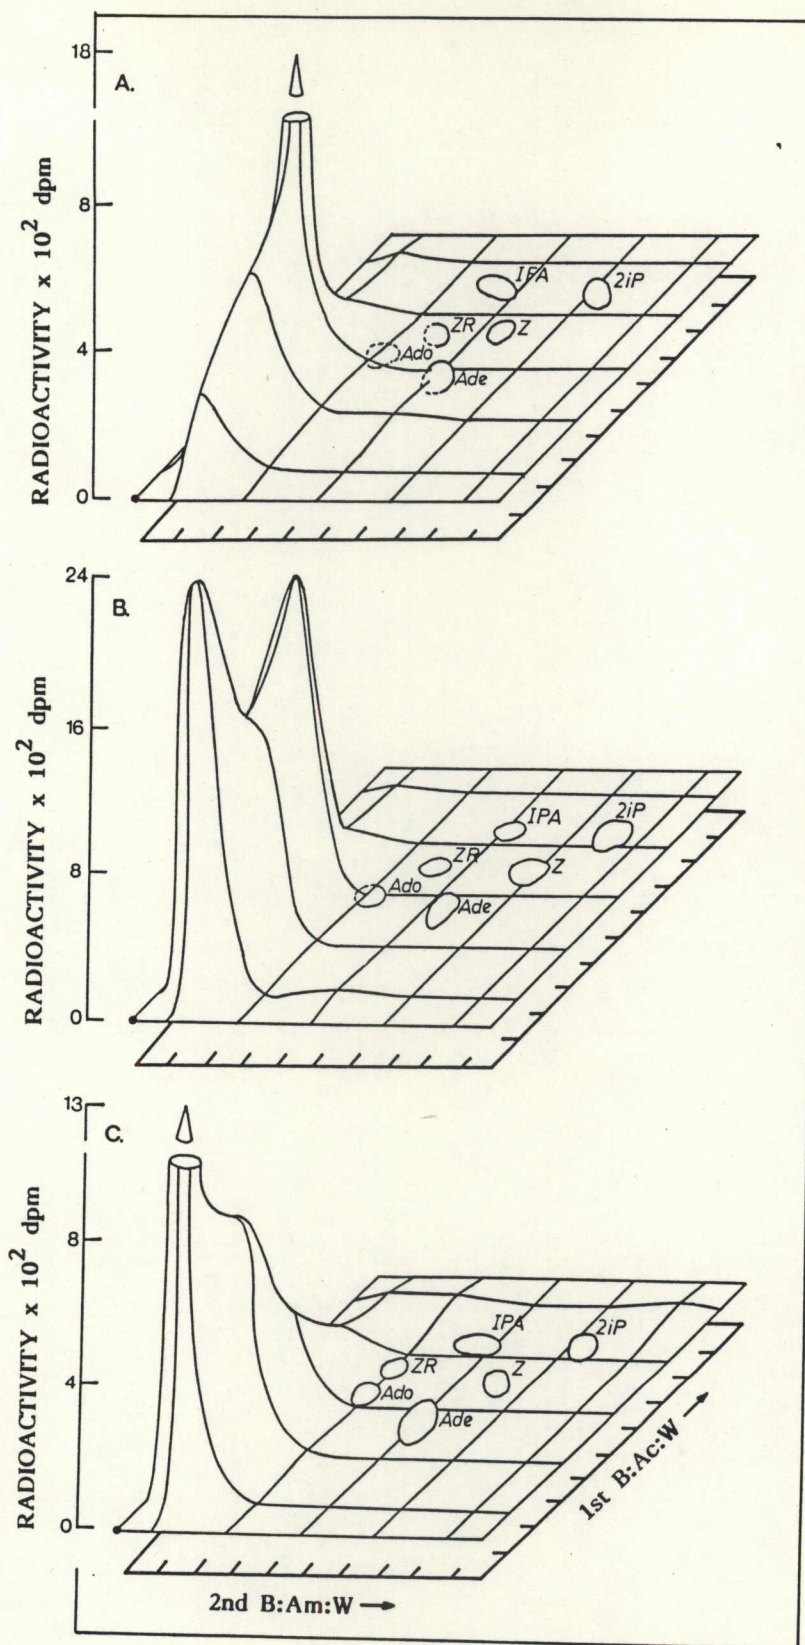 18
A.
8
4
0
RADIOACTIVITY x 10² dpm
IPA
2iP
ZR
Z
Ado
Ade
24
B.
16
8
0
RADIOACTIVITY x 10² dpm
IPA
2iP
ZR
Z
Ado
Ade
13
C.
8
4
0
RADIOACTIVITY x 10² dpm
IPA
2iP
ZR
Z
Ado
Ade
1st B:Ac:W
2nd B:Am:W